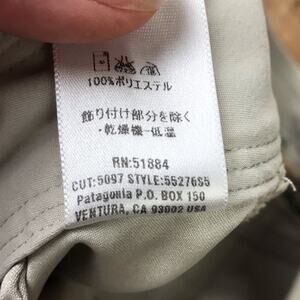 100%ポリエステル
飾り付け部分を除く
・乾燥機−低温
RN:51884
CUT:5097 STYLE:55276S5
Patagonia P.O. BOX 150
VENTURA, CA 93002 USA